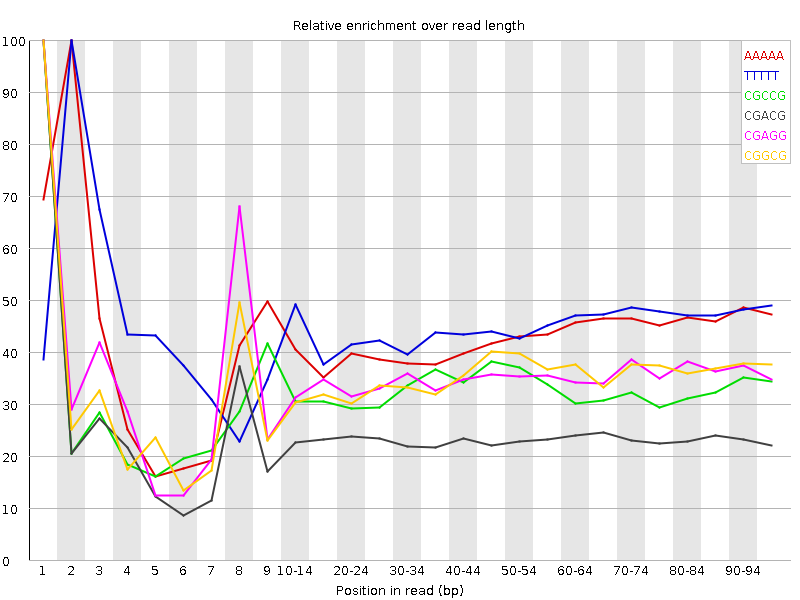 Relative enrichment over read length
100
90
80
70
60
50
40
30
20
10
0
AAAAA
TTTTT
CGCCG
CGACG
CGAGG
CGGCG
1 2 3 4 5 6 7 8 9 10-14 20-24 30-34 40-44 50-54 60-64 70-74 80-84 90-94
Position in read (bp)